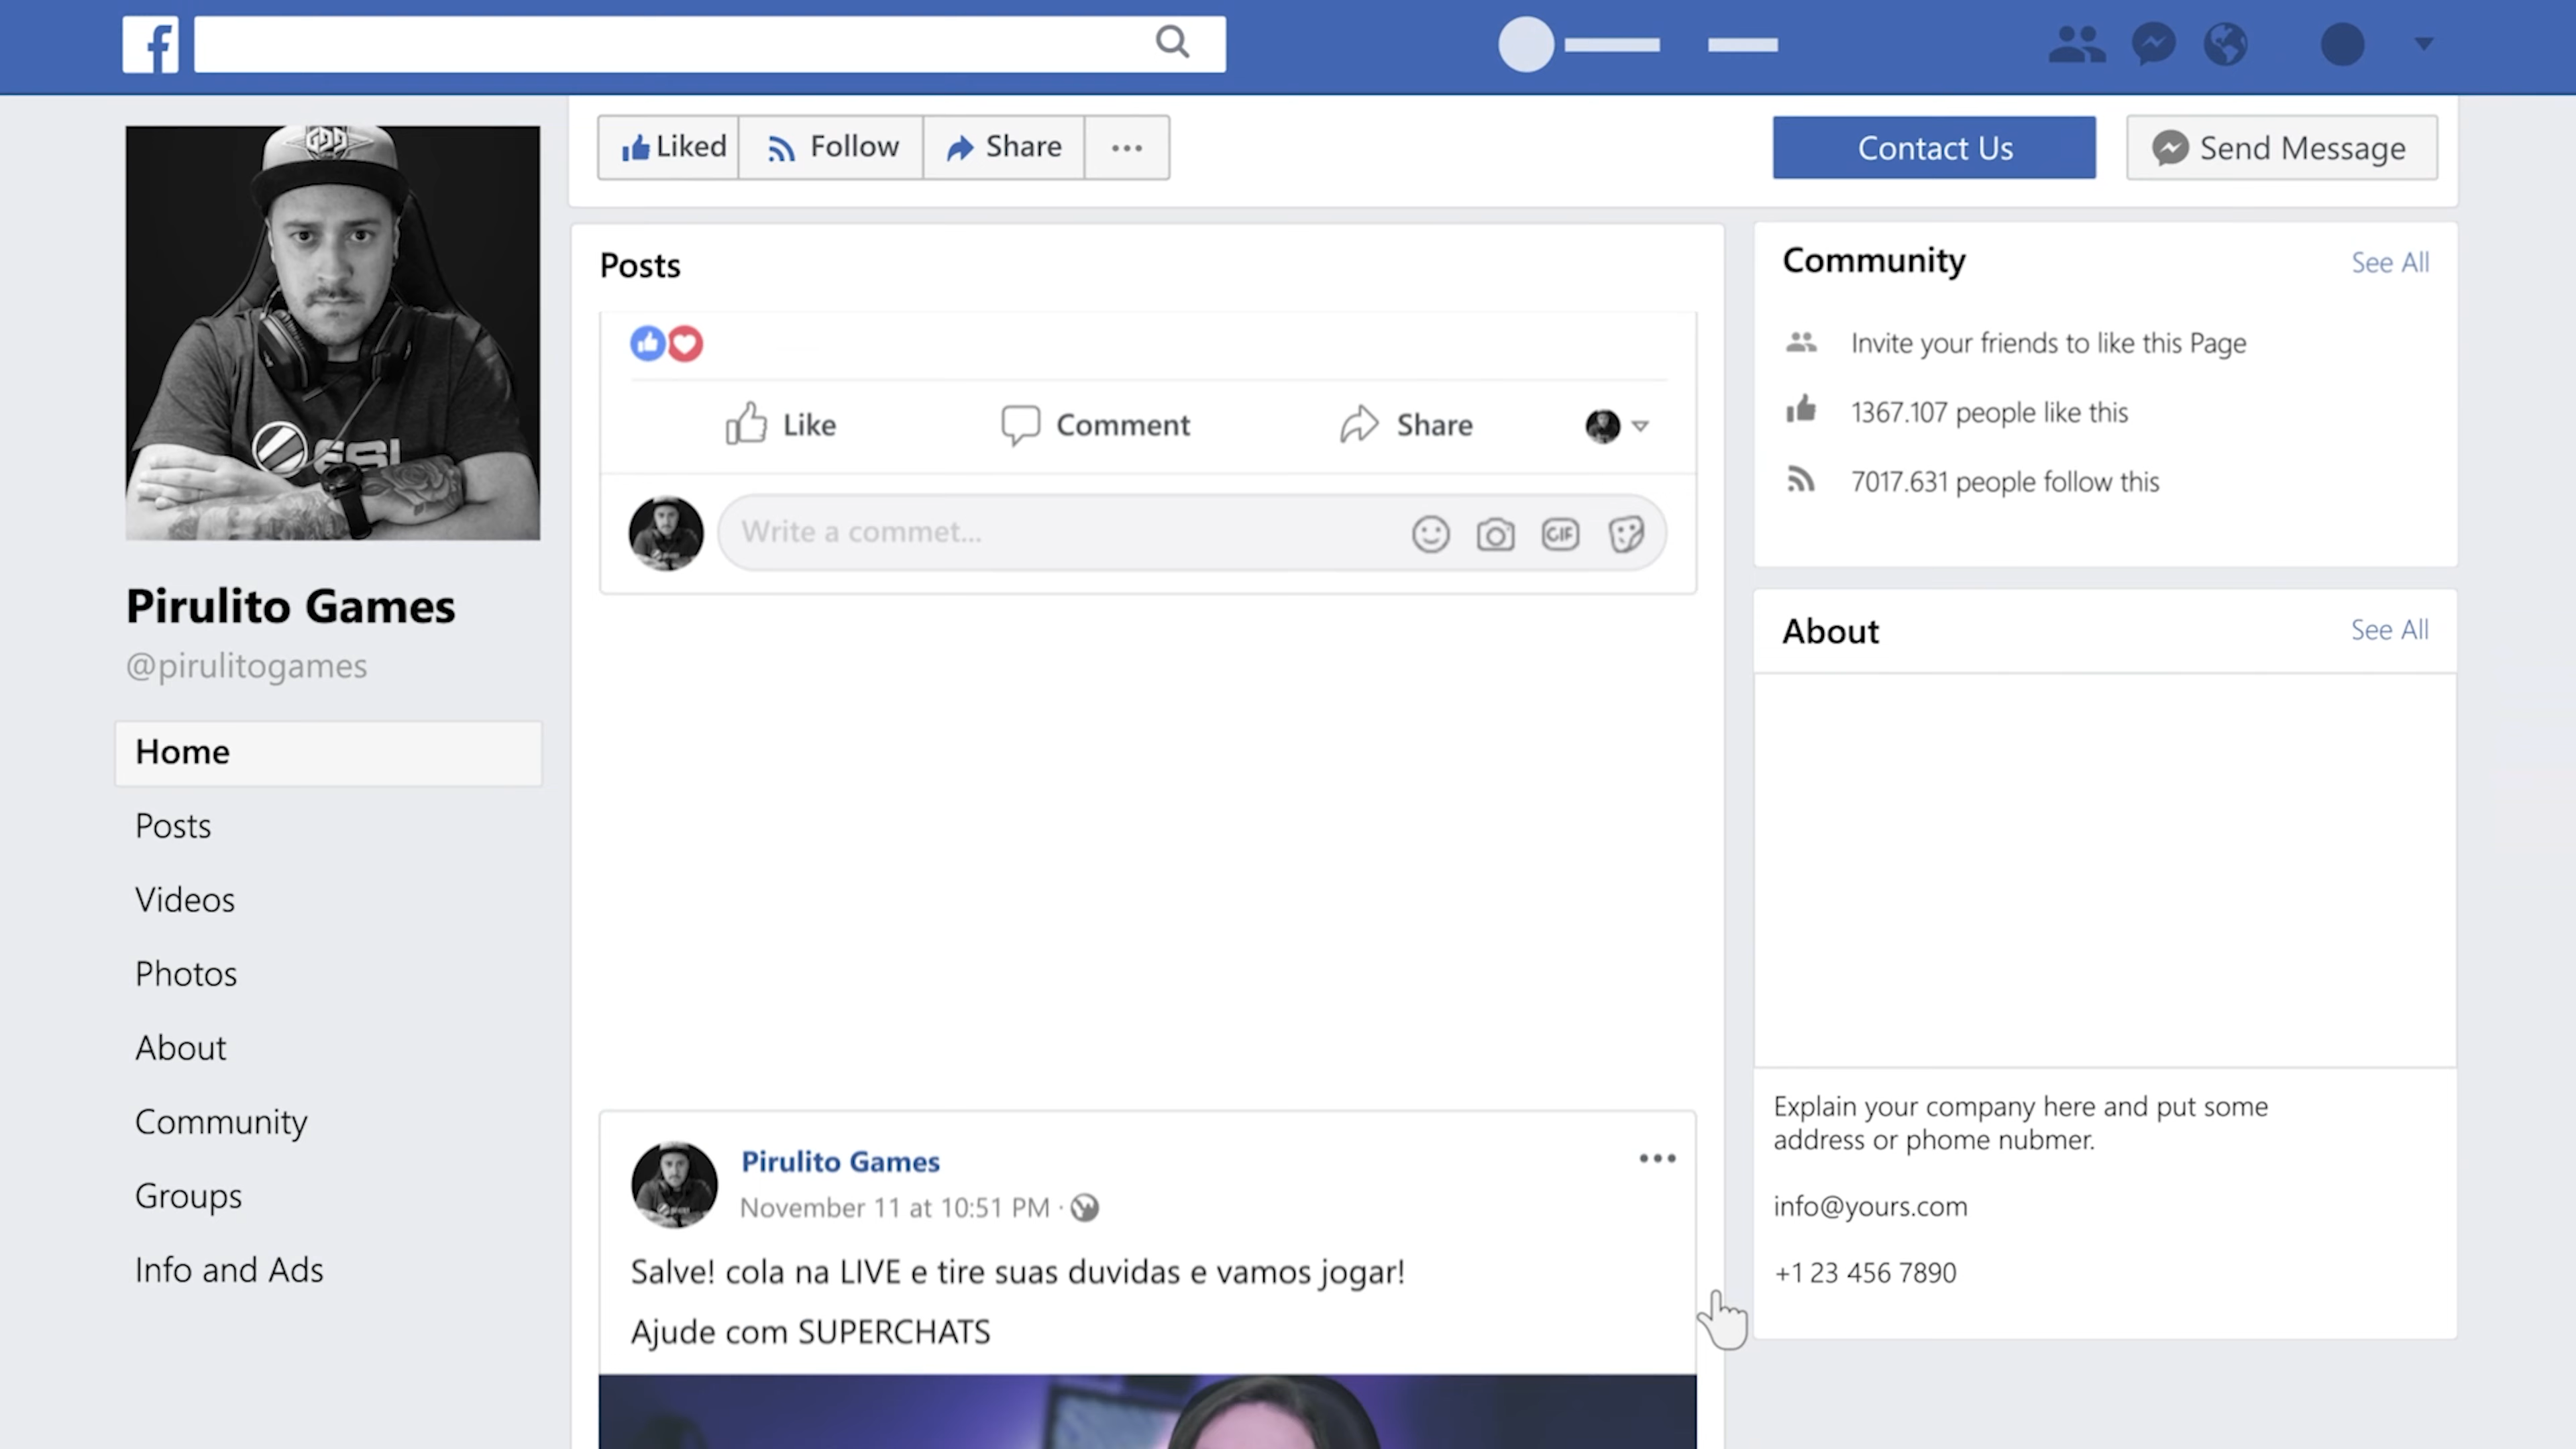 f
Liked Follow Share ...
Contact Us Send Message
ESL
Pirulito Games
@pirulitogames
Home
Posts
Videos
Photos
About
Community
Groups
Info and Ads
Posts
Like Comment Share
Write a commet...
GIF
Pirulito Games
November 11 at 10:51 PM ·
Salve! cola na LIVE e tire suas duvidas e vamos jogar!
Ajude com SUPERCHATS
Community See All
Invite your friends to like this Page
1367.107 people like this
7017.631 people follow this
About See All
Explain your company here and put some
address or phome nubmer.
info@yours.com
+1 23 456 7890